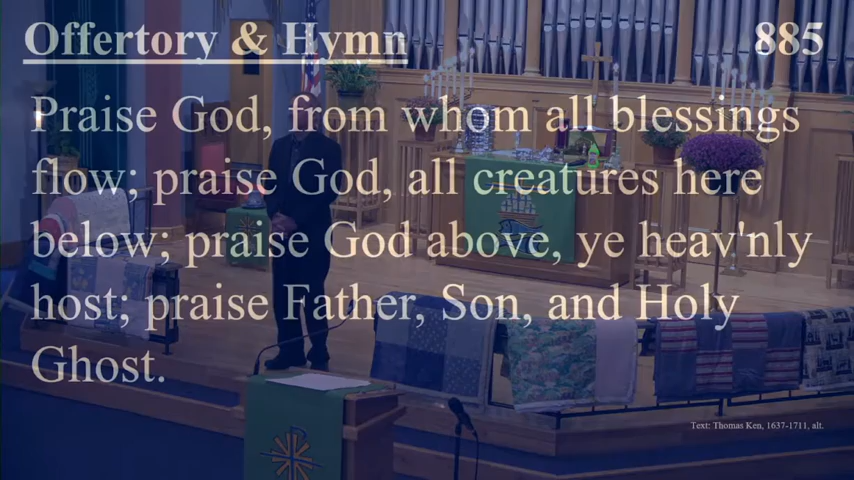 Offertory & Hymn
885
Praise God, from whom all blessings
flow; praise God, all creatures here
below; praise God above, ye heav'nly
host; praise Father, Son, and Holy
Ghost.
Text: Thomas Ken, 1637-1711, alt.